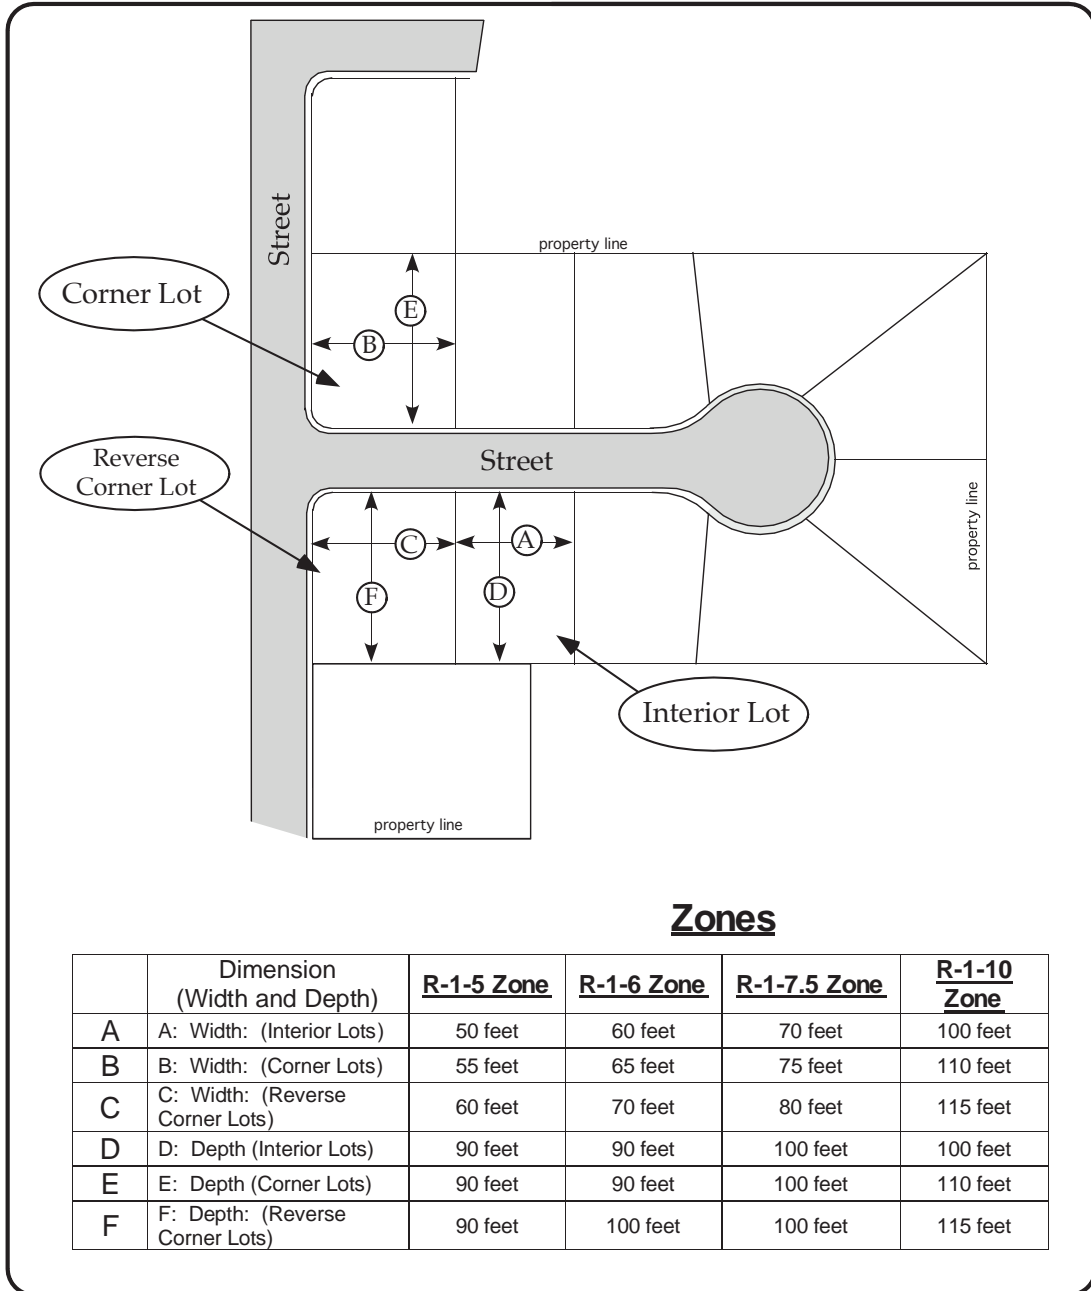 Street
property line
Corner Lot
E
B
Reverse
Corner Lot
Street
property line
C
A
F
D
Interior Lot
property line
Zones
Dimension
(Width and Depth)
R-1-5 Zone
R-1-6 Zone
R-1-7.5 Zone
R-1-10
Zone
A A: Width: (Interior Lots) 50 feet 60 feet 70 feet 100 feet
B B: Width: (Corner Lots) 55 feet 65 feet 75 feet 110 feet
C C: Width: (Reverse
Corner Lots) 60 feet 70 feet 80 feet 115 feet
D D: Depth (Interior Lots) 90 feet 90 feet 100 feet 100 feet
E E: Depth (Corner Lots) 90 feet 90 feet 100 feet 110 feet
F F: Depth: (Reverse
Corner Lots) 90 feet 100 feet 100 feet 115 feet